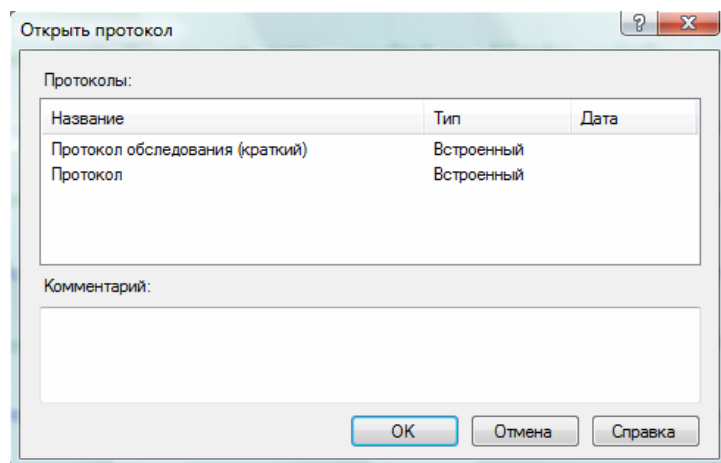 Открыть протокол
Протоколы:
Название Тип Дата
Протокол обследования (краткий) Встроенный
Протокол Встроенный
Комментарий:
OK Отмена Справка